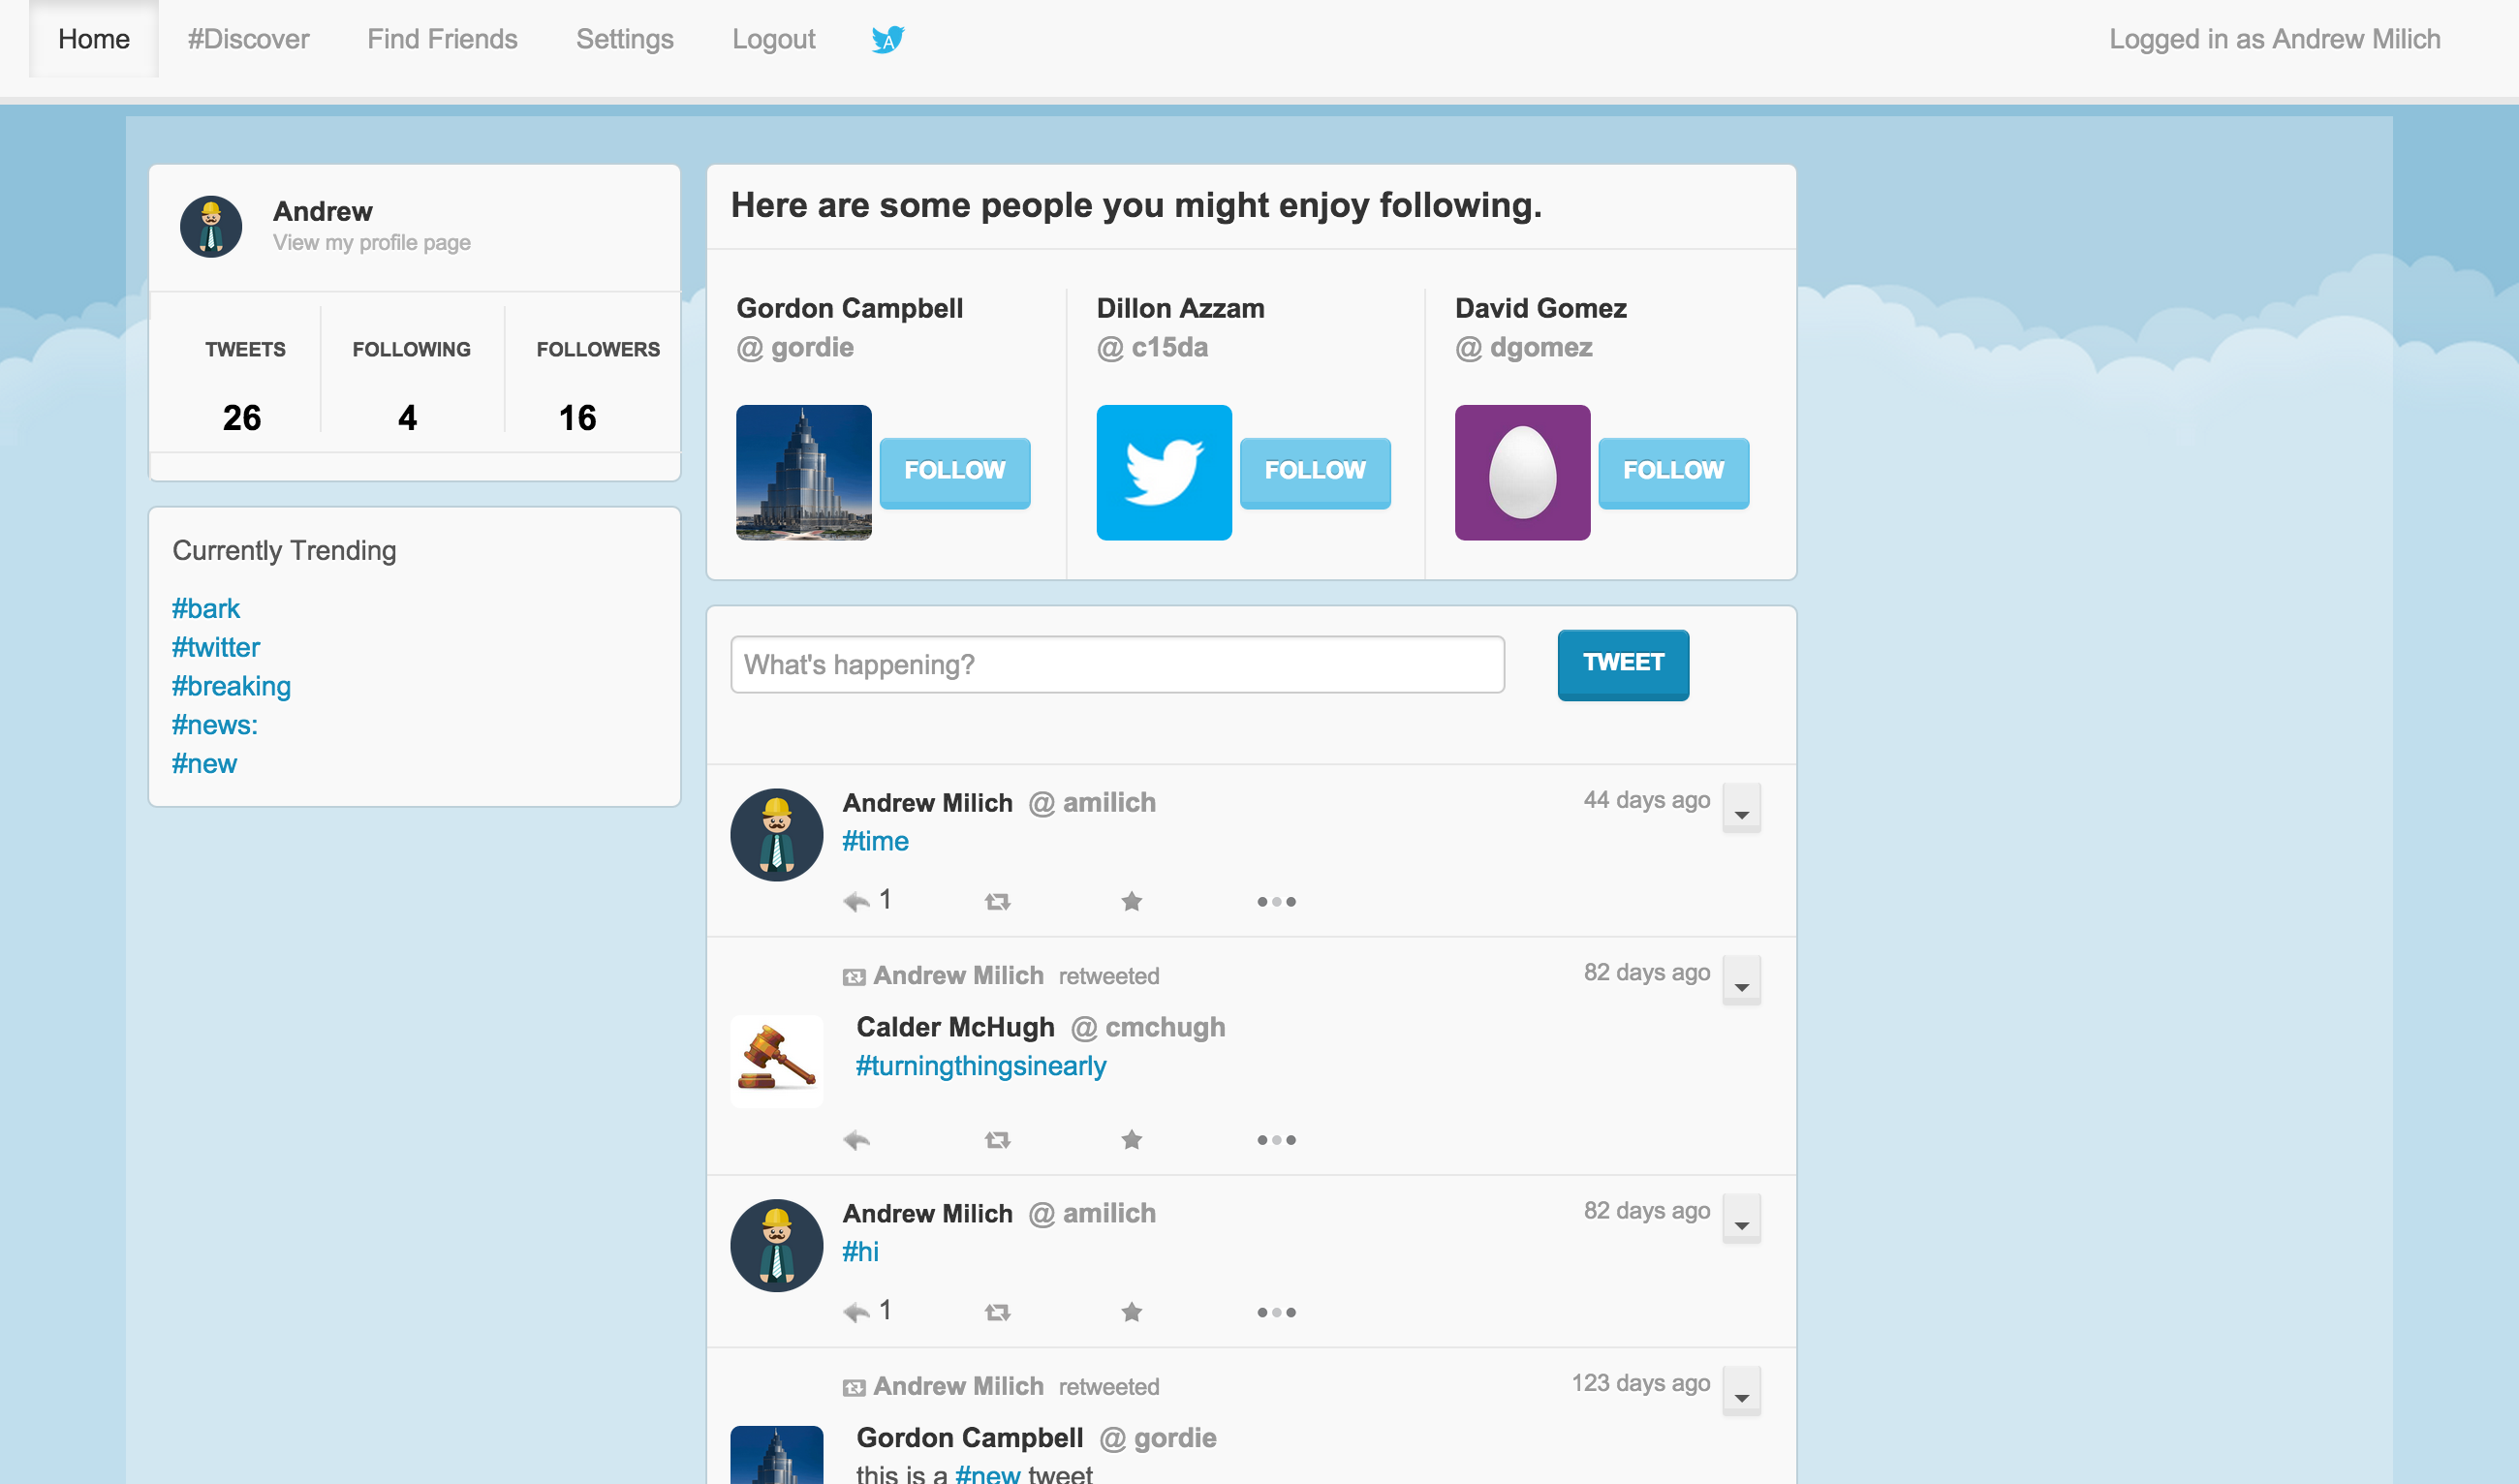 Home #Discover Find Friends Settings Logout A Logged in as Andrew Milich
Andrew
View my profile page
TWEETS FOLLOWING FOLLOWERS
26 4 16
Currently Trending
#bark
#twitter
#breaking
#news:
#new
Here are some people you might enjoy following.
Gordon Campbell
@ gordie
FOLLOW
Dillon Azzam
@ c15da
FOLLOW
David Gomez
@ dgomez
FOLLOW
What's happening? TWEET
Andrew Milich @ amilich 44 days ago
#time
1
Andrew Milich retweeted 82 days ago
Calder McHugh @ cmchugh
#turningthingsinearly
Andrew Milich @ amilich 82 days ago
#hi
1
Andrew Milich retweeted 123 days ago
Gordon Campbell @ gordie
this is a #new tweet